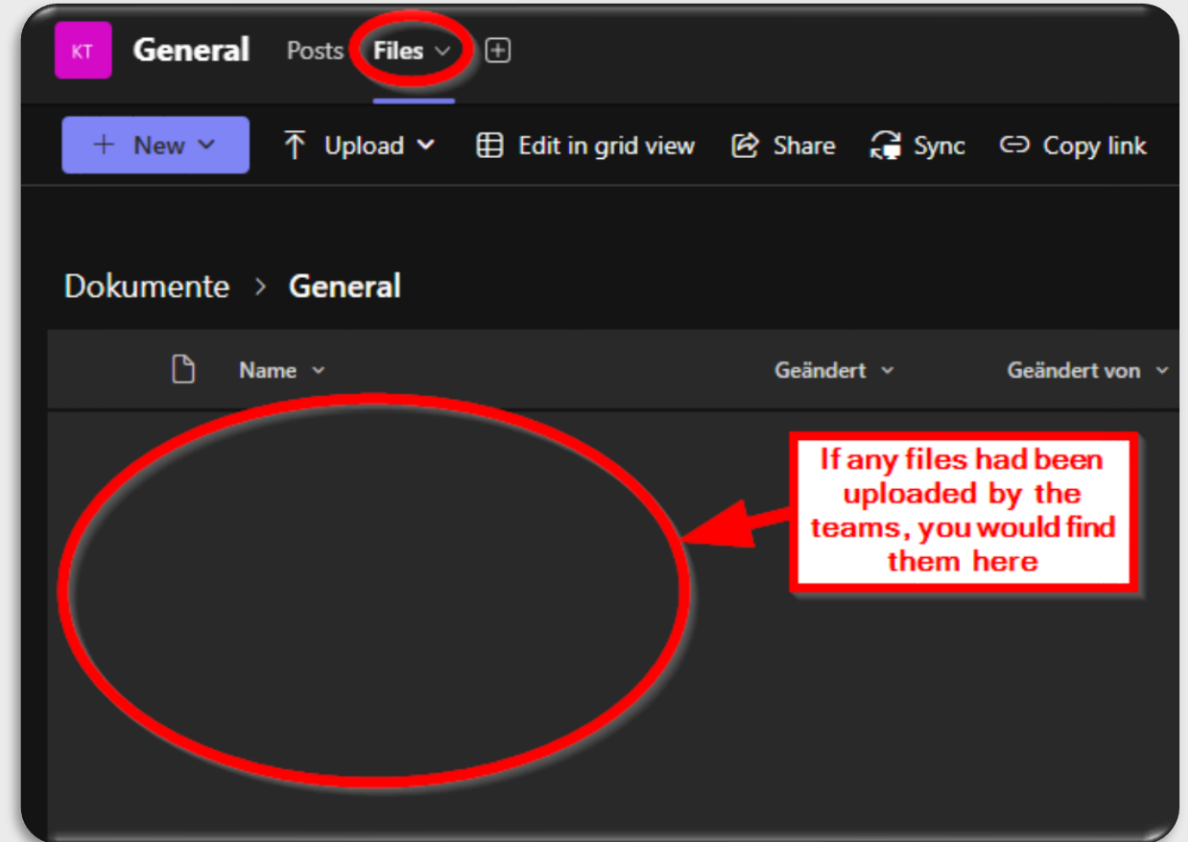 KT General Posts Files
New Upload Edit in grid view Share Sync Copy link
Dokumente > General
Name Geändert Geändert von
If any files had been
uploaded by the
teams, you would find
them here